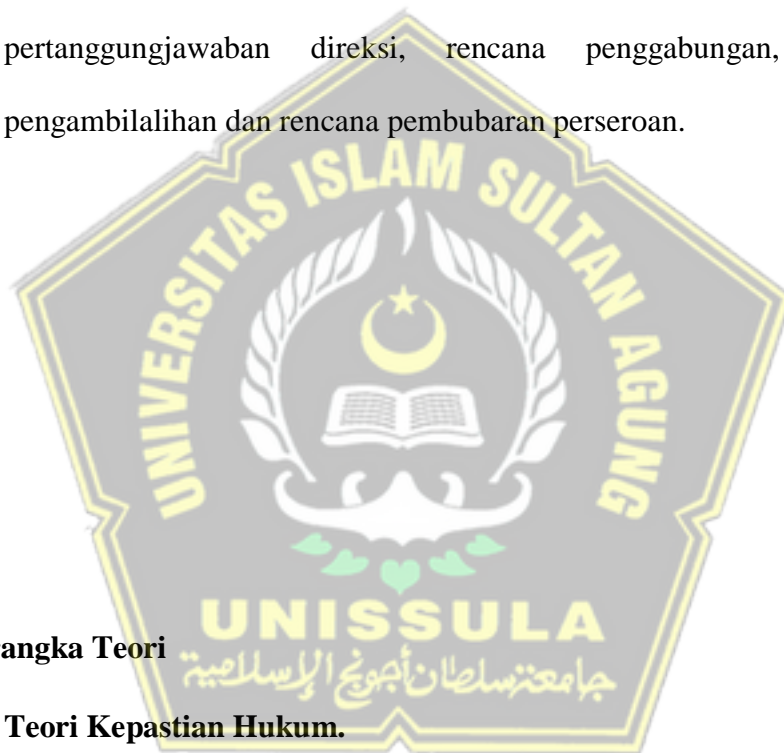 pertanggungjawaban direksi, rencana penggabungan,
pengambilalihan dan rencana pembubaran perseroan.
UNIVERSITAS ISLAM SULTAN AGUNG
UNISSULA
جامعة سلطان أجونج الإسلامية
angka Teori
Teori Kepastian Hukum.